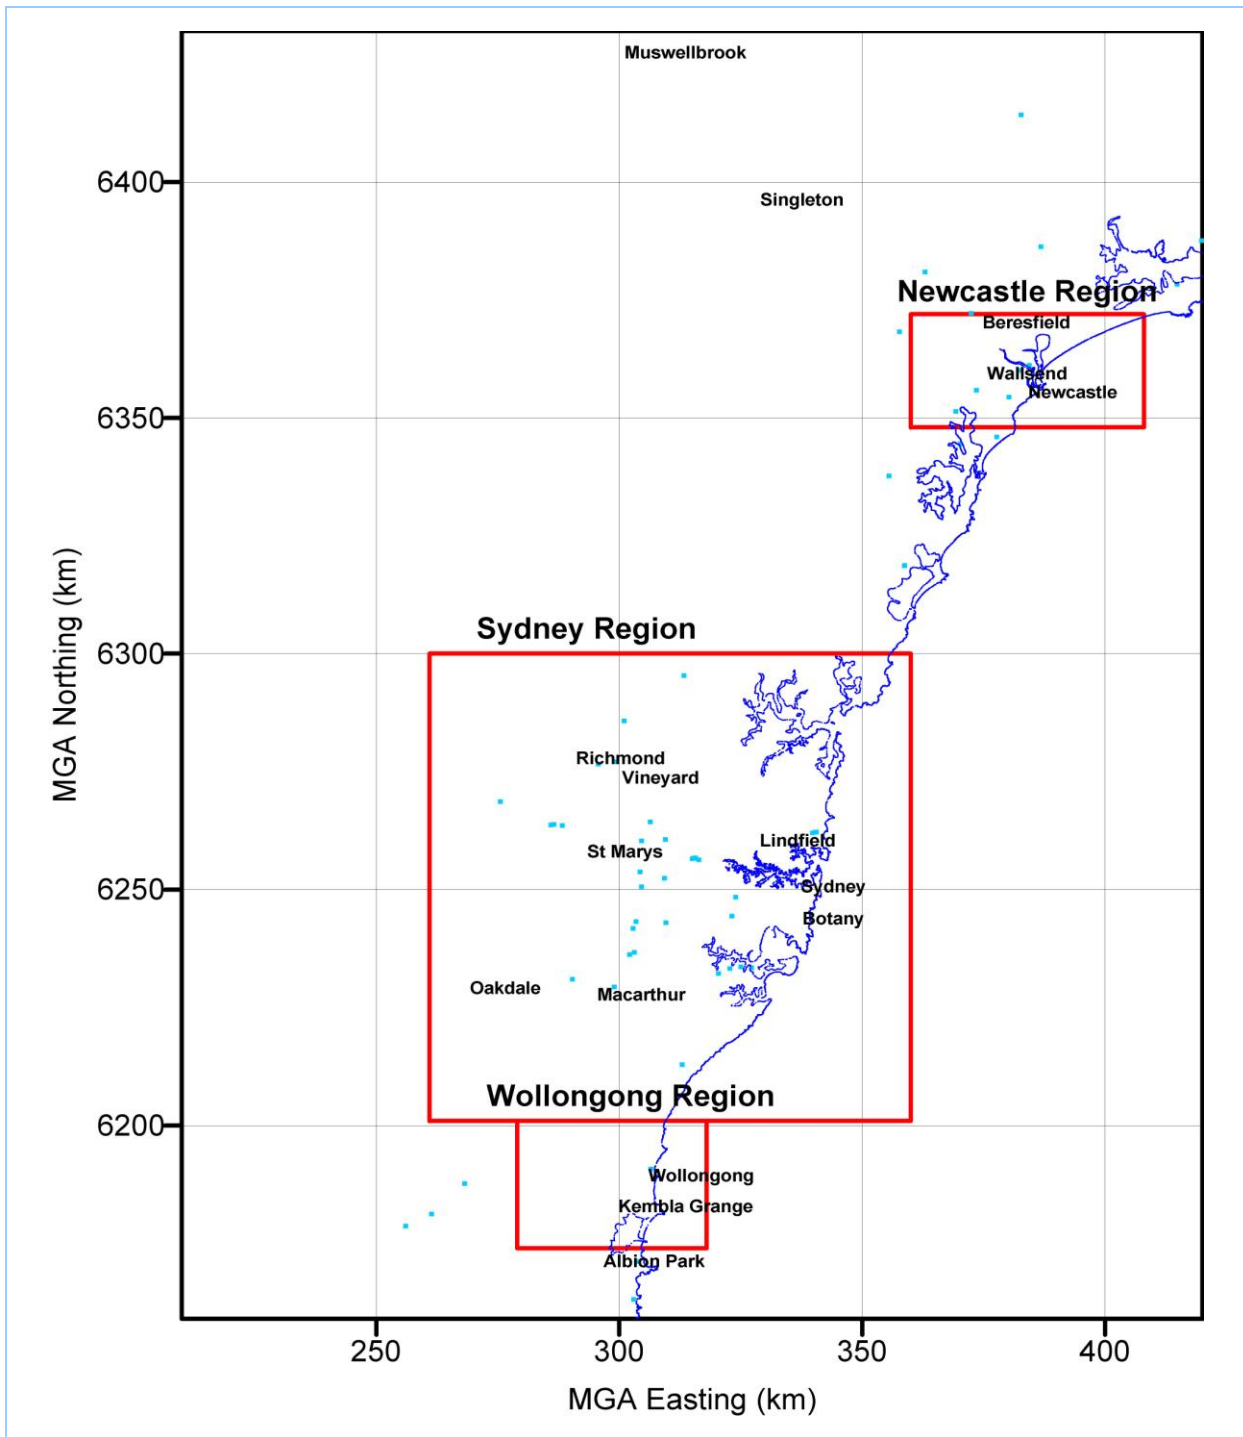 Muswellbrook
6400
Singleton
Newcastle Region
Beresfield
Wallsend
Newcastle
6350
MGA Northing (km)
Sydney Region
6300
Richmond
Vineyard
Lindfield
St Marys
6250
Sydney
Botany
Oakdale
Macarthur
Wollongong Region
6200
Wollongong
Kembla Grange
Albion Park
250 300 350 400
MGA Easting (km)